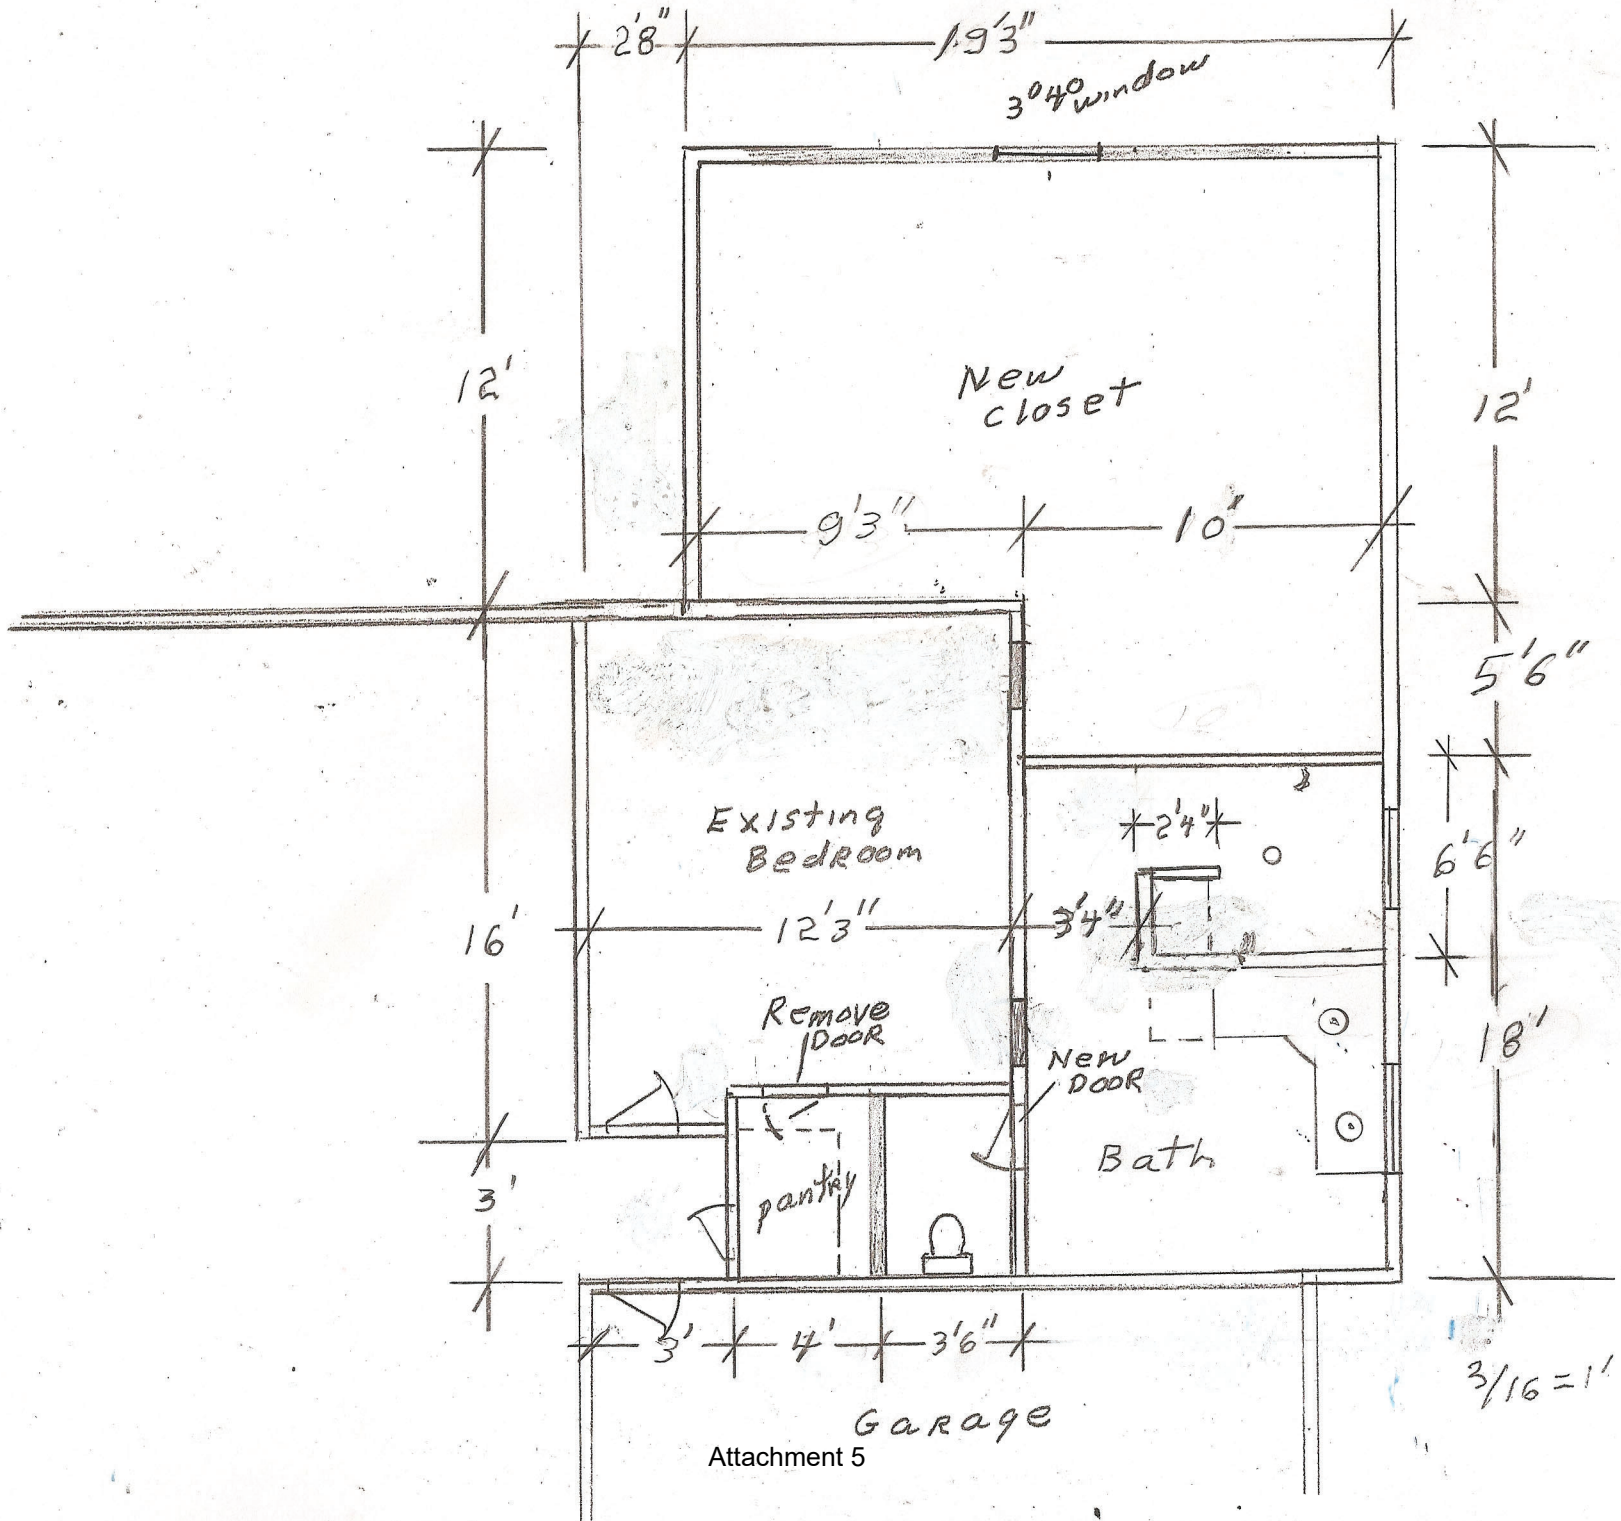 2'8"
19'3"
3⁰4⁰ window
12'
New
closet
12'
9'3"
10'
5'6"
Existing
BedRoom
2'4"
6'6"
16'
12'3"
3'4"
Remove
DOOR
New
DOOR
18'
Bath
3'
pantry
3'
4'
3'6"
3/16=1'
GaRage
Attachment 5